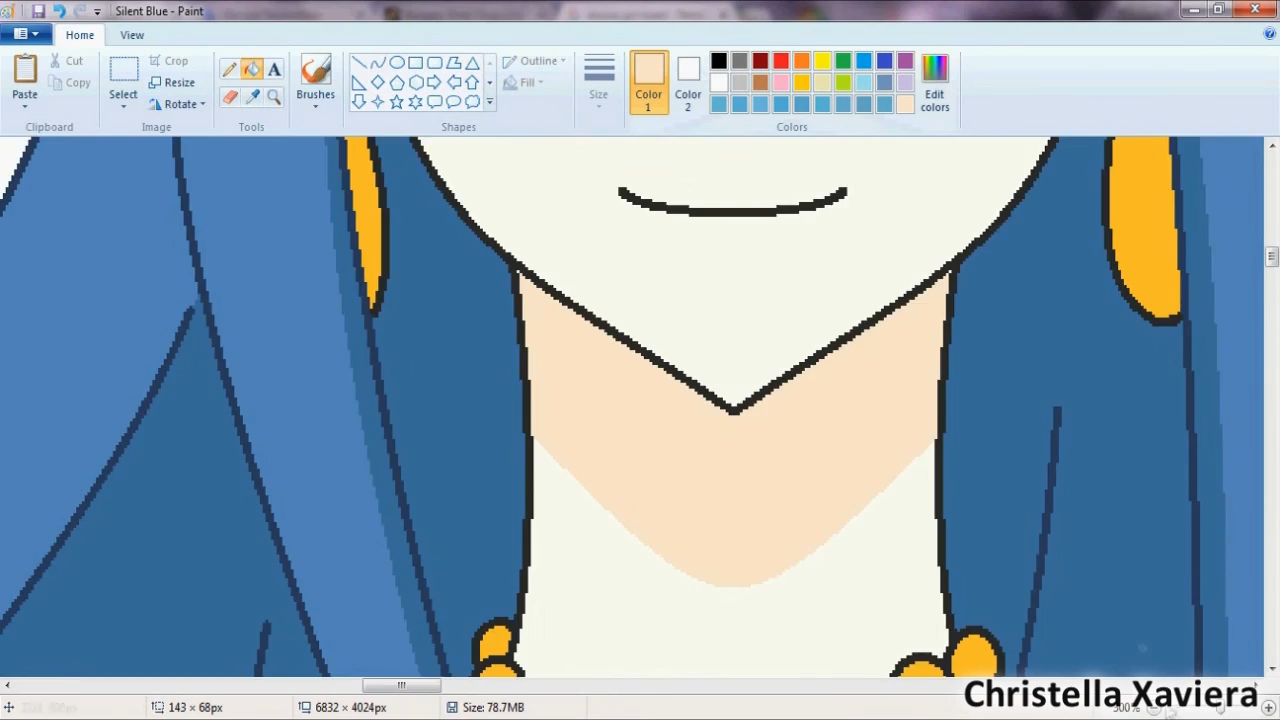 Silent Blue - Paint
Home
View
Paste
Cut
Copy
Clipboard
Select
Crop
Resize
Rotate
Image
A
Tools
Brushes
Outline
Fill
Shapes
Size
Color
1
Color
2
Edit
colors
Colors
143 × 68px
6832 × 4024px
Size: 78.7MB
300%
Christella Xaviera